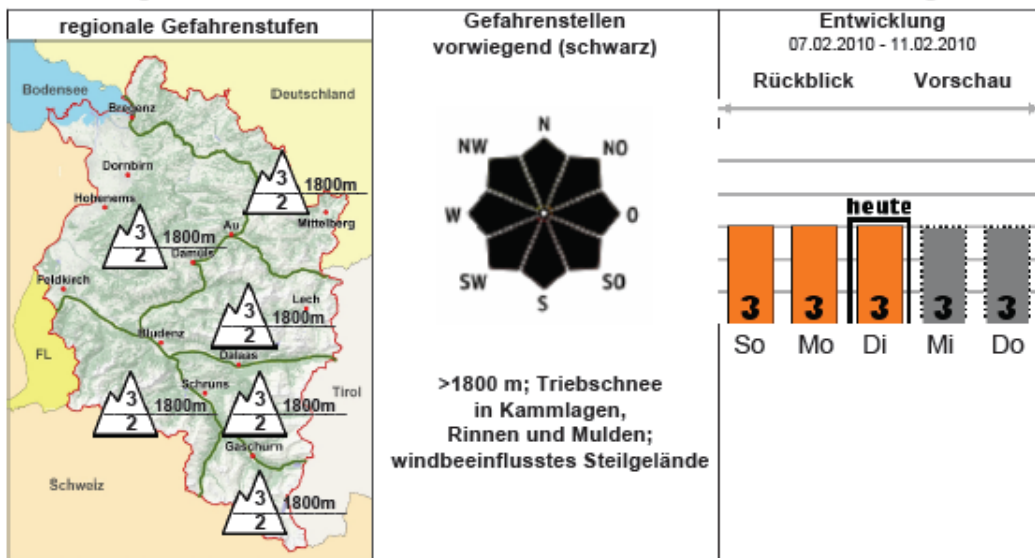 regionale Gefahrenstufen
Bodensee
Deutschland
Bregenz
Dornbirn
3
2
1800m
Hohenems
Mittelberg
3
2
1800m
Au
Damüls
Feldkirch
Lech
3
2
1800m
Bludenz
FL
Dalaas
Schruns
Tirol
3
2
1800m
3
2
1800m
Gaschurn
Schweiz
3
2
1800m
Gefahrenstellen
vorwiegend (schwarz)
N
NW
NO
W
O
SW
SO
S
>1800 m; Triebschnee
in Kammlagen,
Rinnen und Mulden;
windbeeinflusstes Steilgelände
Entwicklung
07.02.2010 - 11.02.2010
Rückblick Vorschau
heute
3 3 3 3 3
So Mo Di Mi Do